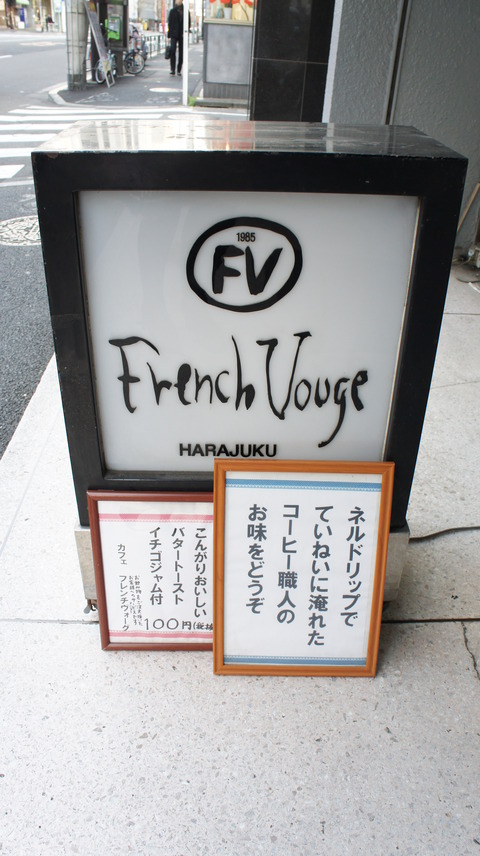 1985
FV
French Vouge
HARAJUKU
ネルドリップで
ていねいに淹れた
コーヒー職人の
お味をどうぞ
こんがりおいしい
バタートースト
イチゴジャム付
100円(税抜
カフェ フレンチヴォーグ